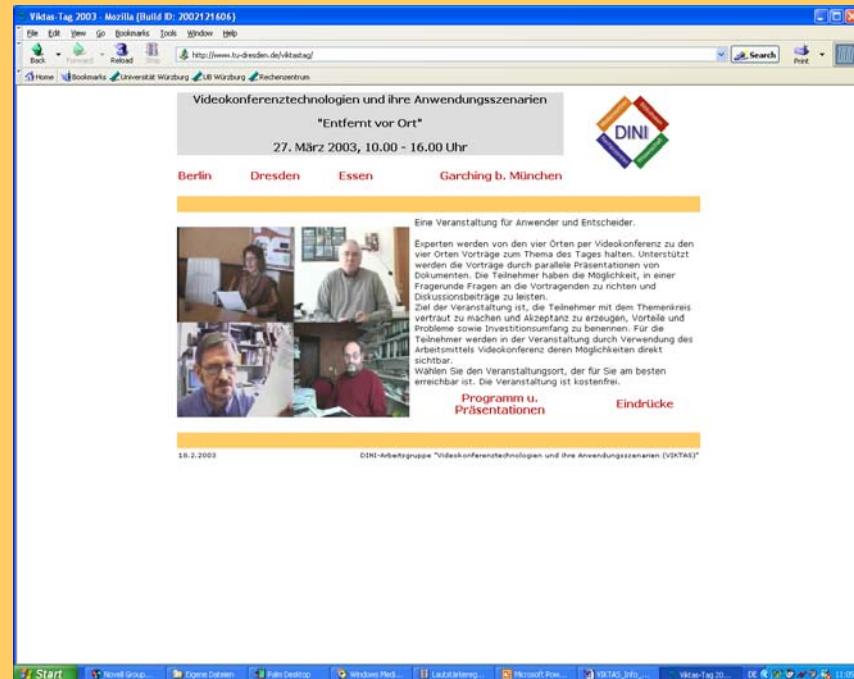 Viktas-Tag 2003 - Mozilla {Build ID: 2002121606}
File Edit View Go Bookmarks Tools Window Help
Back Forward Reload Stop http://www.tu-dresden.de/viktastag/ Search Print
Home Bookmarks Universität Würzburg UB Würzburg Rechenzentrum
Videokonferenztechnologien und ihre Anwendungsszenarien
"Entfernt vor Ort"
27. März 2003, 10.00 - 16.00 Uhr
DINI
Berlin Dresden Essen Garching b. München
Eine Veranstaltung für Anwender und Entscheider.
Experten werden von den vier Orten per Videokonferenz zu den
vier Orten Vorträge zum Thema des Tages halten. Unterstützt
werden die Vorträge durch parallele Präsentationen von
Dokumenten. Die Teilnehmer haben die Möglichkeit, in einer
Fragerunde Fragen an die Vortragenden zu richten und
Diskussionsbeiträge zu leisten.
Ziel der Veranstaltung ist, die Teilnehmer mit dem Themenkreis
vertraut zu machen und Akzeptanz zu erzeugen, Vorteile und
Probleme sowie Investitionsumfang zu benennen. Für die
Teilnehmer werden in der Veranstaltung durch Verwendung des
Arbeitsmittels Videokonferenz deren Möglichkeiten direkt
sichtbar.
Wählen Sie den Veranstaltungsort, der für Sie am besten
erreichbar ist. Die Veranstaltung ist kostenfrei.
Programm u.
Präsentationen
Eindrücke
18.2.2003 DINI-Arbeitsgruppe "Videokonferenztechnologien und ihre Anwendungsszenarien (VIKTAS)"
Start Novell Group... Eigene Dateien Palm Desktop Windows Medi... Lautstärkereg... Microsoft Pow... VIKTAS_Info_... Viktas-Tag 20... DE 11:05